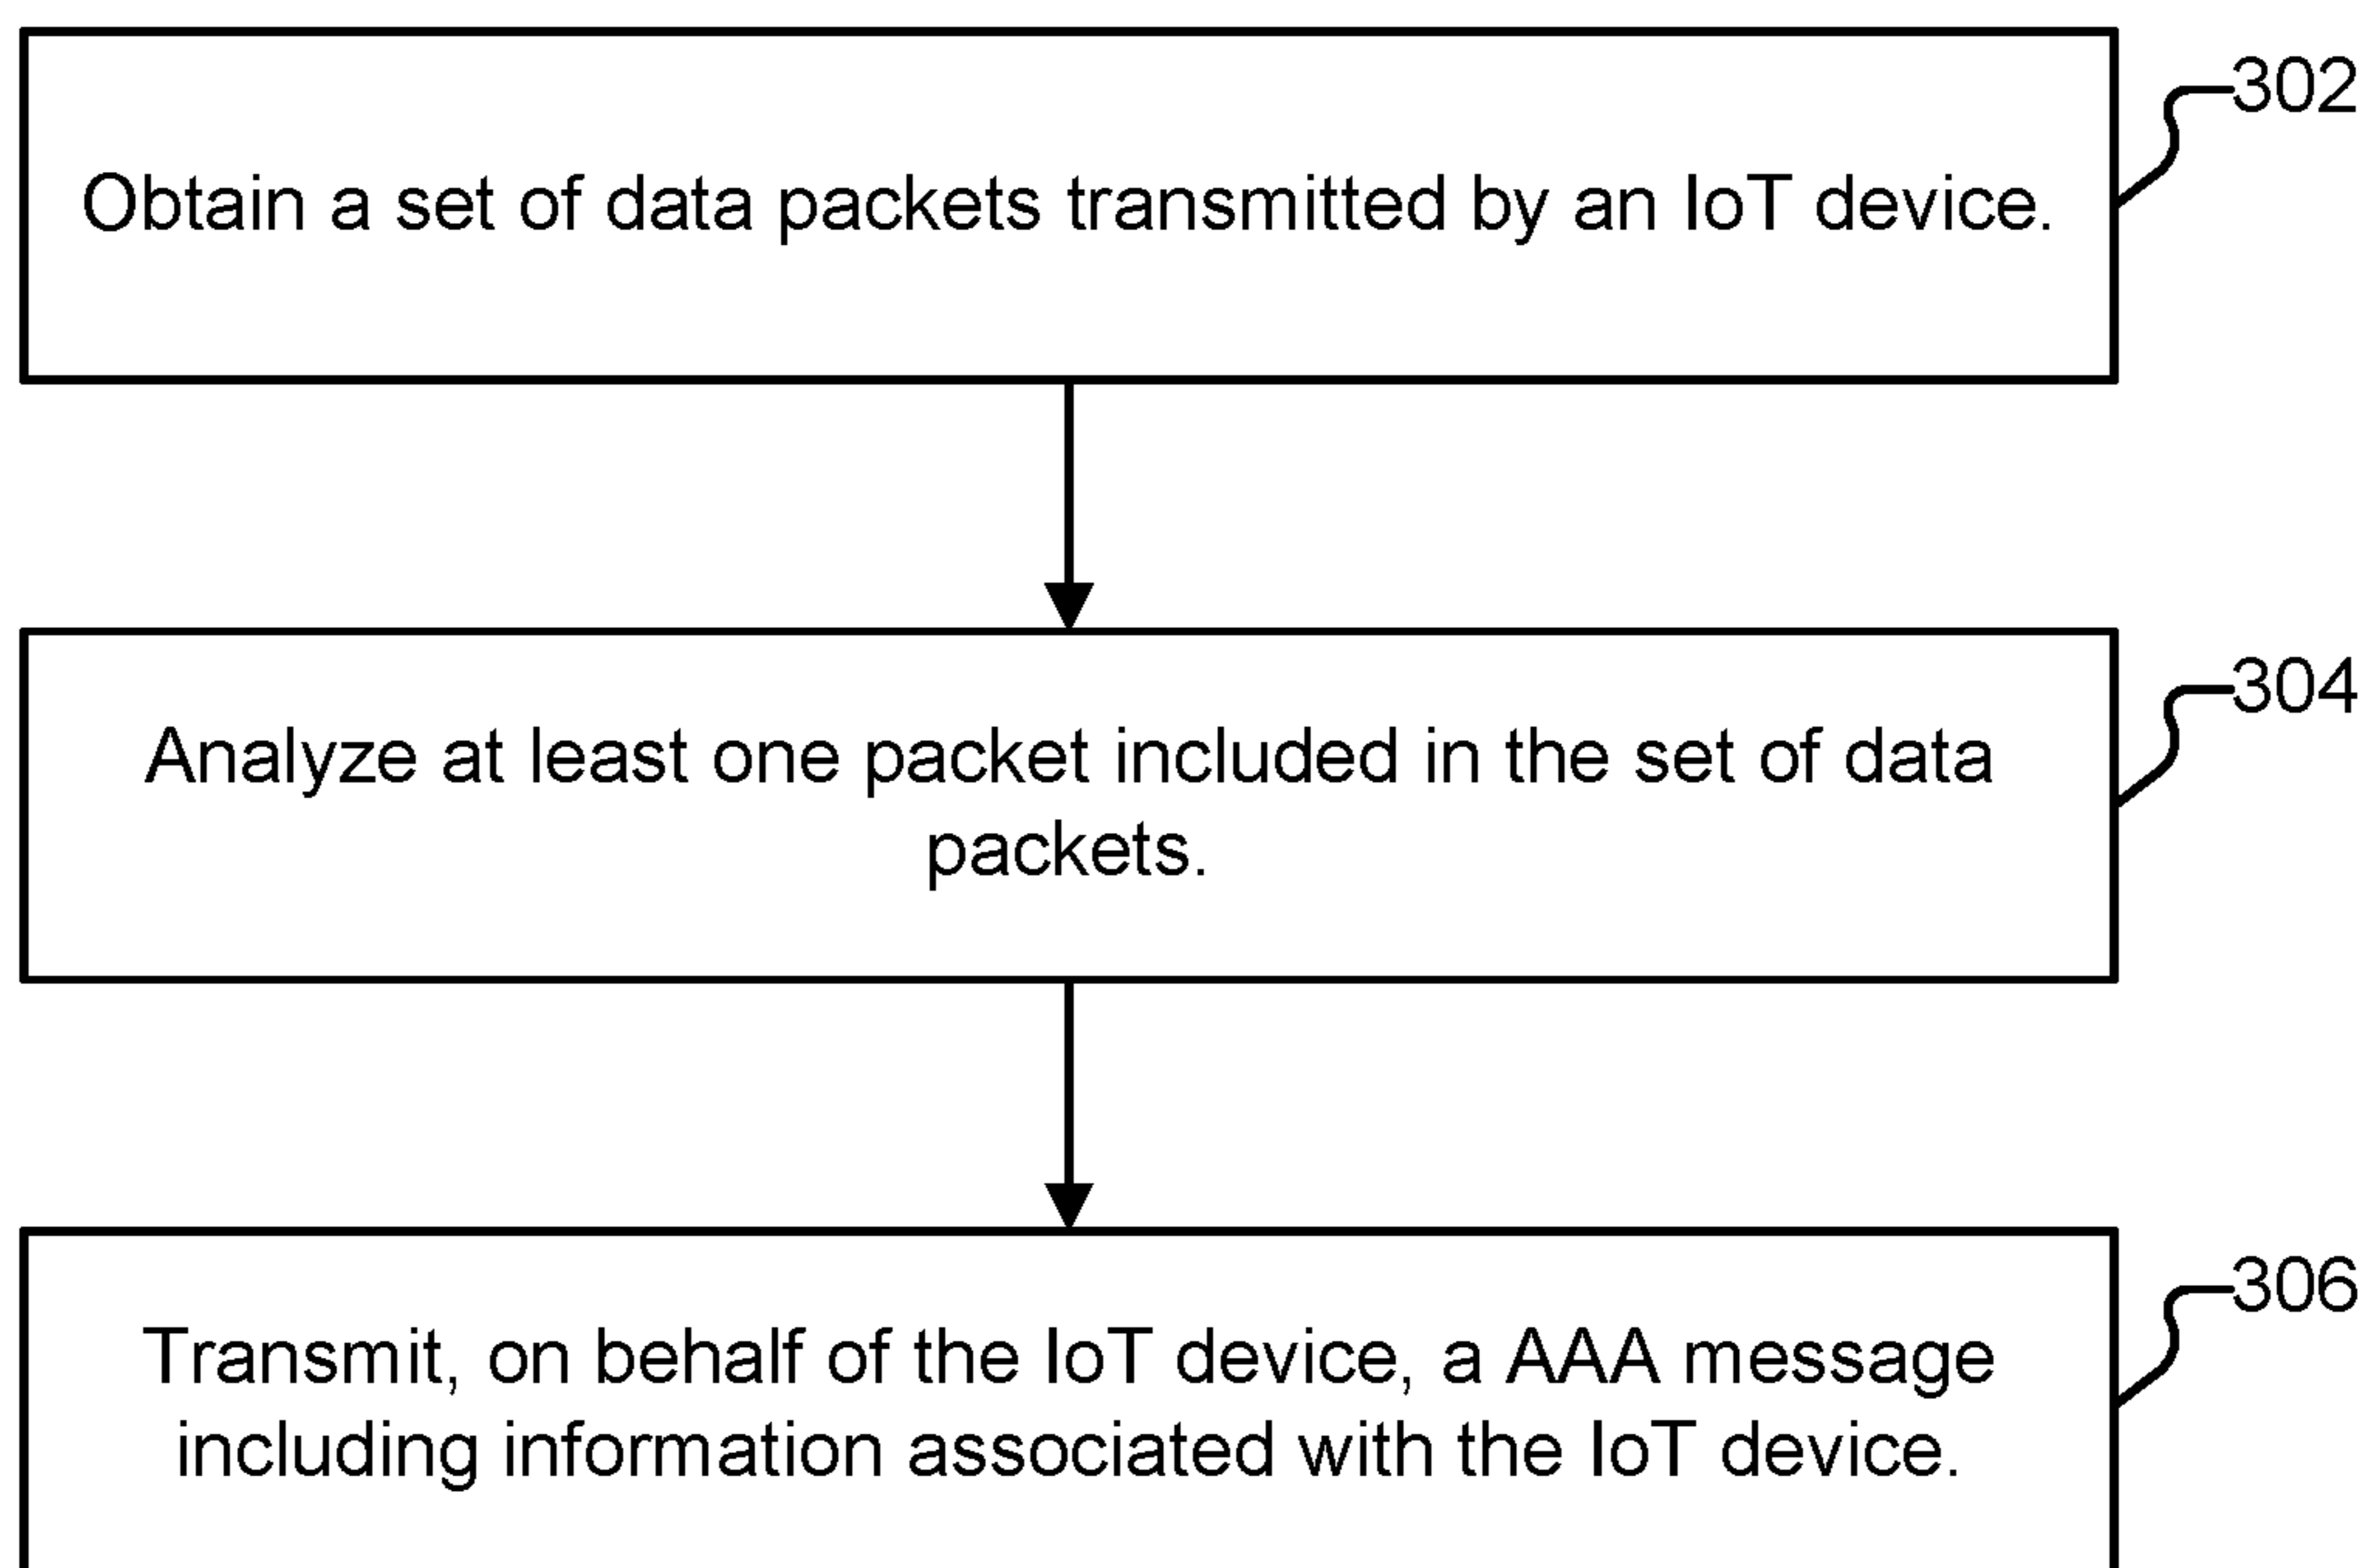 302
Obtain a set of data packets transmitted by an IoT device.
304
Analyze at least one packet included in the set of data
packets.
306
Transmit, on behalf of the IoT device, a AAA message
including information associated with the IoT device.